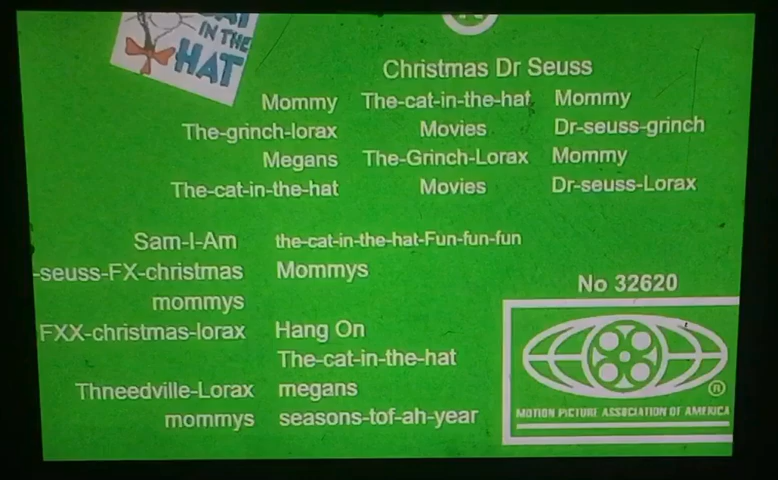 CAT
IN THE
HAT
Christmas Dr Seuss
Mommy The-cat-in-the-hat Mommy
The-grinch-lorax Movies Dr-seuss-grinch
Megans The-Grinch-Lorax Mommy
The-cat-in-the-hat Movies Dr-seuss-Lorax
Sam-I-Am the-cat-in-the-hat-Fun-fun-fun
-seuss-FX-christmas Mommys
mommys
FXX-christmas-lorax Hang On
The-cat-in-the-hat
Thneedville-Lorax megans
mommys seasons-tof-ah-year
No 32620
®
MOTION PICTURE ASSOCIATION OF AMERICA